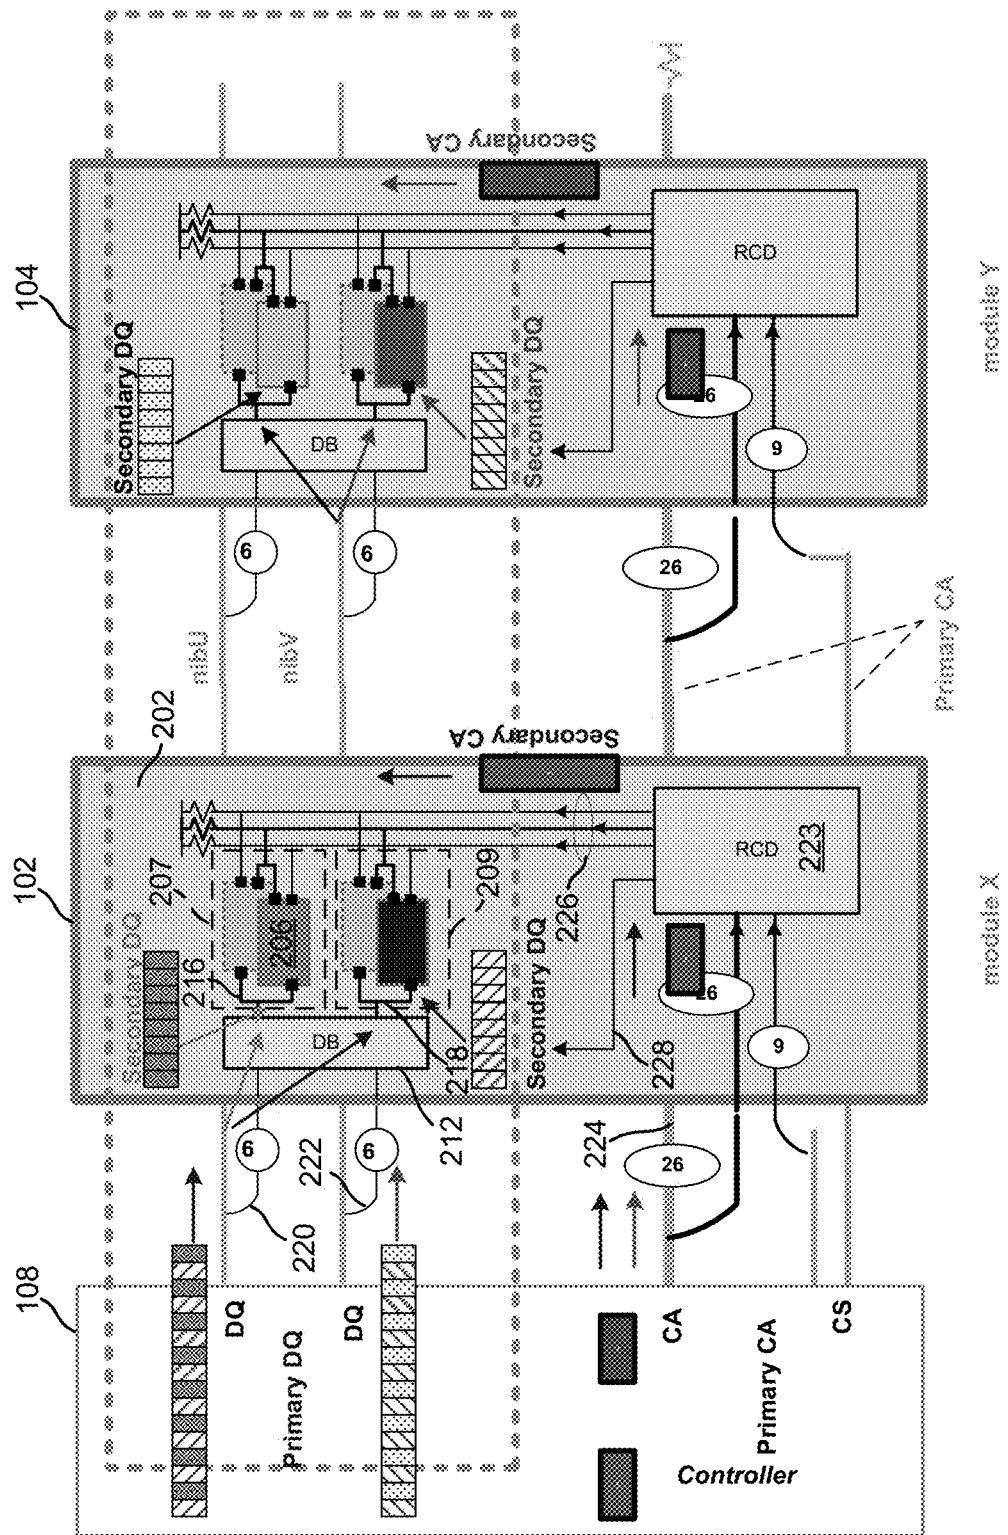 108
DQ
Primary DQ
DQ
CA
Primary CA
CS
Controller
220
222
6
6
224
26
212
102
module X
Secondary DQ
207
216
206
DB
218
209
Secondary DQ
226
228
Secondary CA
202
RCD
223
26
9
nibU
nibV
Primary CA
6
6
26
104
module Y
Secondary DQ
DB
Secondary DQ
Secondary CA
RCD
9